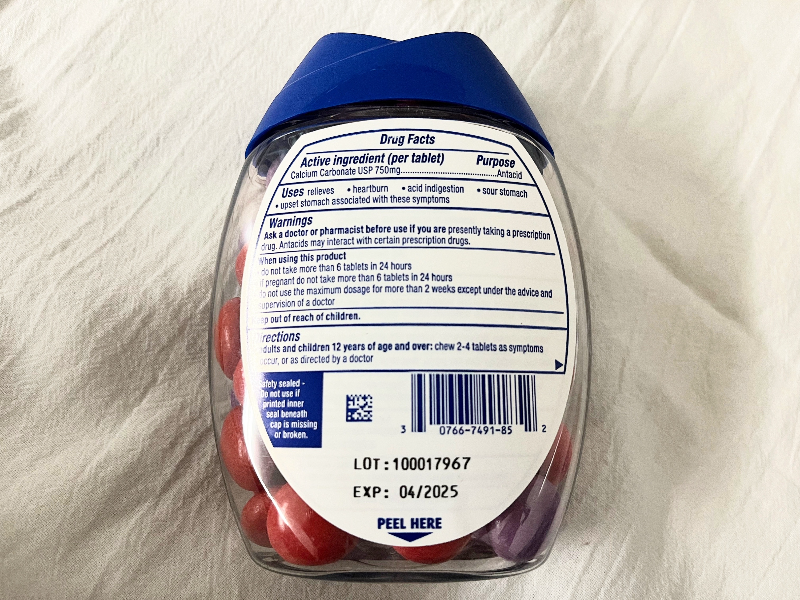 Drug Facts
Active ingredient (per tablet) Purpose
Calcium Carbonate USP 750mg..........................................Antacid
Uses relieves • heartburn • acid indigestion • sour stomach
• upset stomach associated with these symptoms
Warnings
Ask a doctor or pharmacist before use if you are presently taking a prescription
drug. Antacids may interact with certain prescription drugs.
When using this product
do not take more than 6 tablets in 24 hours
if pregnant do not take more than 6 tablets in 24 hours
do not use the maximum dosage for more than 2 weeks except under the advice and
upervision of a doctor
ep out of reach of children.
rections
adults and children 12 years of age and over: chew 2-4 tablets as symptoms
occur, or as directed by a doctor
afety sealed -
Do not use if
printed inner
seal beneath
cap is missing
or broken.
3 0766-7491-85 2
LOT: 100017967
EXP: 04/2025
PEEL HERE